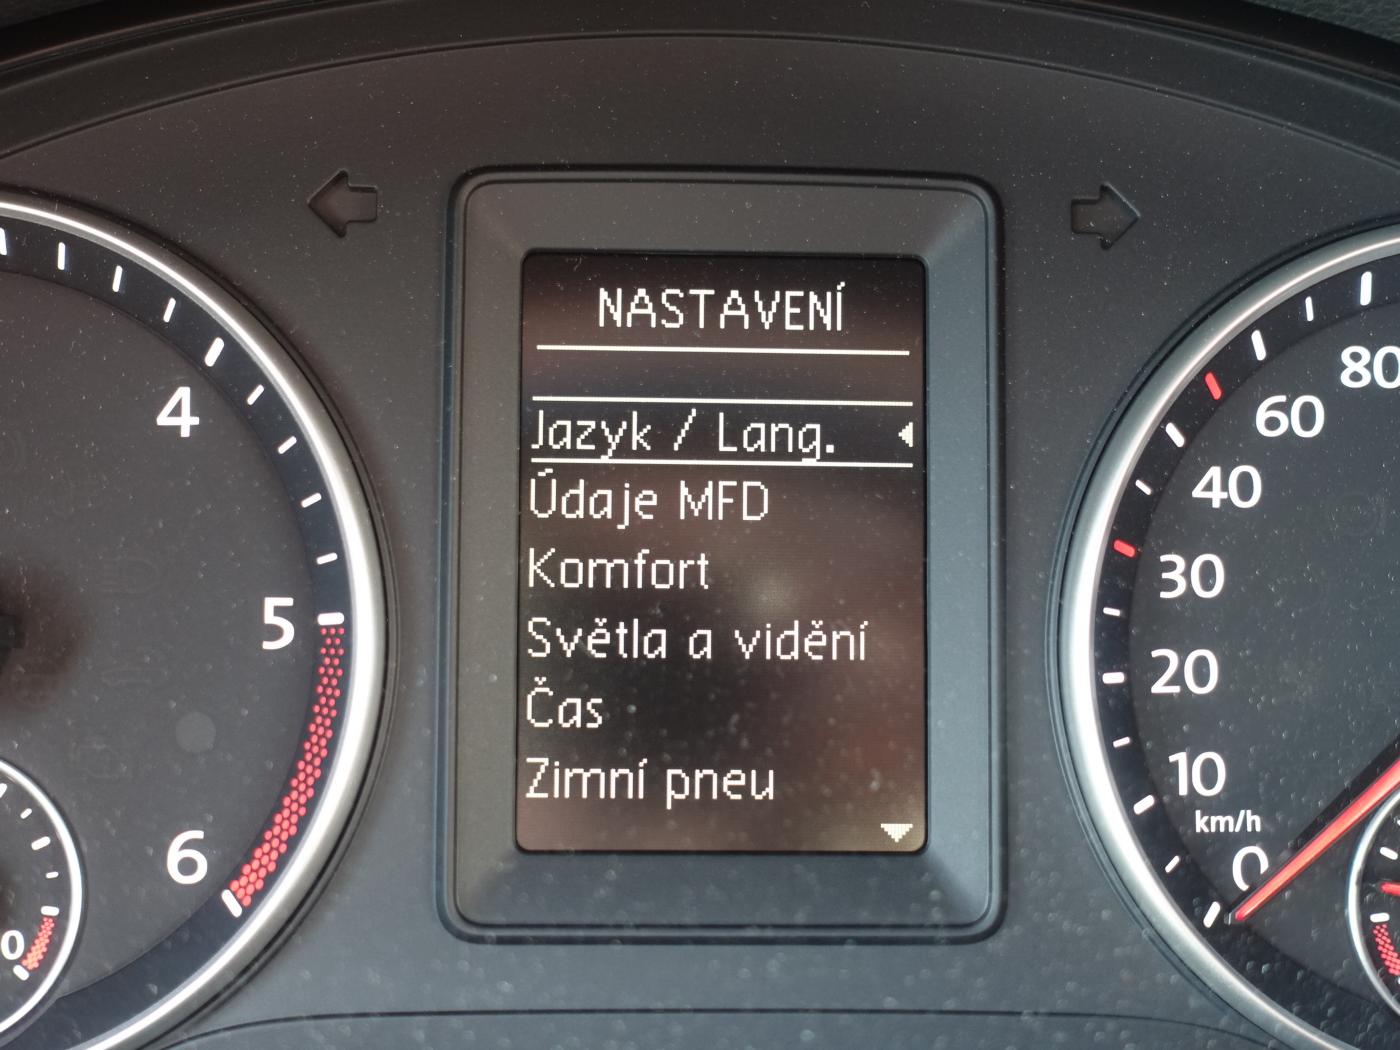 NASTAVENÍ
Jazyk / Lang.
Údaje MFD
Komfort
Světla a vidění
Čas
Zimní pneu
4
5
6
0
80
60
40
30
20
10
km/h
0